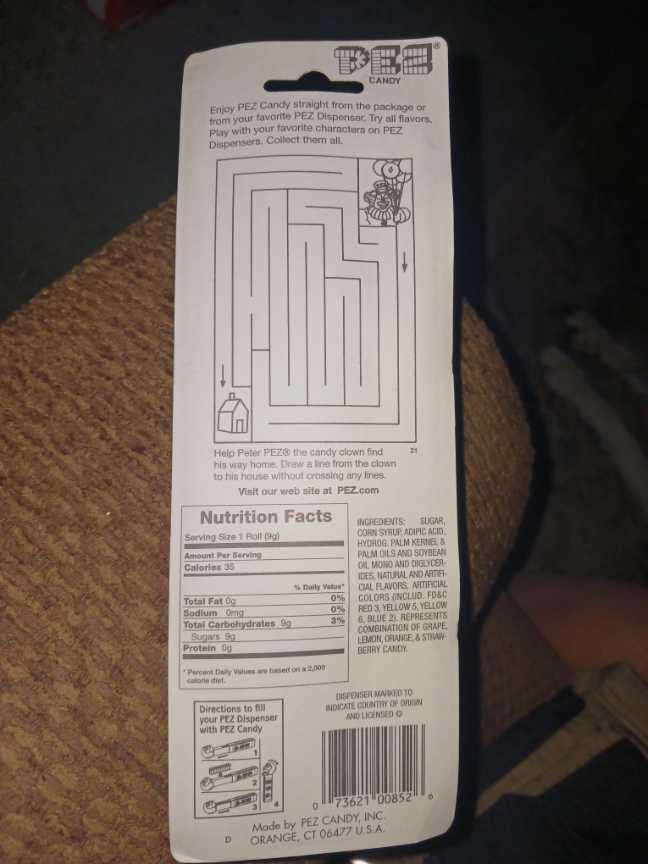 PEZ®
CANDY
Enjoy PEZ Candy straight from the package or
from your favorite PEZ Dispenser. Try all flavors.
Play with your favorite characters on PEZ
Dispensers. Collect them all.
Help Peter PEZ® the candy clown find
his way home. Draw a line from the clown
to his house without crossing any lines.
21
Visit our web site at PEZ.com
Nutrition Facts
Serving Size 1 Roll (9g)
Amount Per Serving
Calories 35
% Daily Value*
Total Fat 0g 0%
Sodium 0mg 0%
Total Carbohydrates 9g 3%
Sugars 9g
Protein 0g
* Percent Daily Values are based on a 2,000
calorie diet.
INGREDIENTS: SUGAR,
CORN SYRUP, ADIPIC ACID,
HYDROG. PALM KERNEL &
PALM OILS AND SOYBEAN
OIL MONO AND DIGLYCER-
IDES, NATURAL AND ARTIFI-
CIAL FLAVORS, ARTIFICIAL
COLORS (INCLUD. FD&C
RED 3, YELLOW 5, YELLOW
6, BLUE 2). REPRESENTS
COMBINATION OF GRAPE,
LEMON, ORANGE, & STRAW-
BERRY CANDY.
Directions to fill
your PEZ Dispenser
with PEZ Candy
1
2
3
4
DISPENSER MARKED TO
INDICATE COUNTRY OF ORIGIN
AND LICENSED ©
0 73621 00852 6
D
Made by PEZ CANDY, INC.
ORANGE, CT 06477 U.S.A.